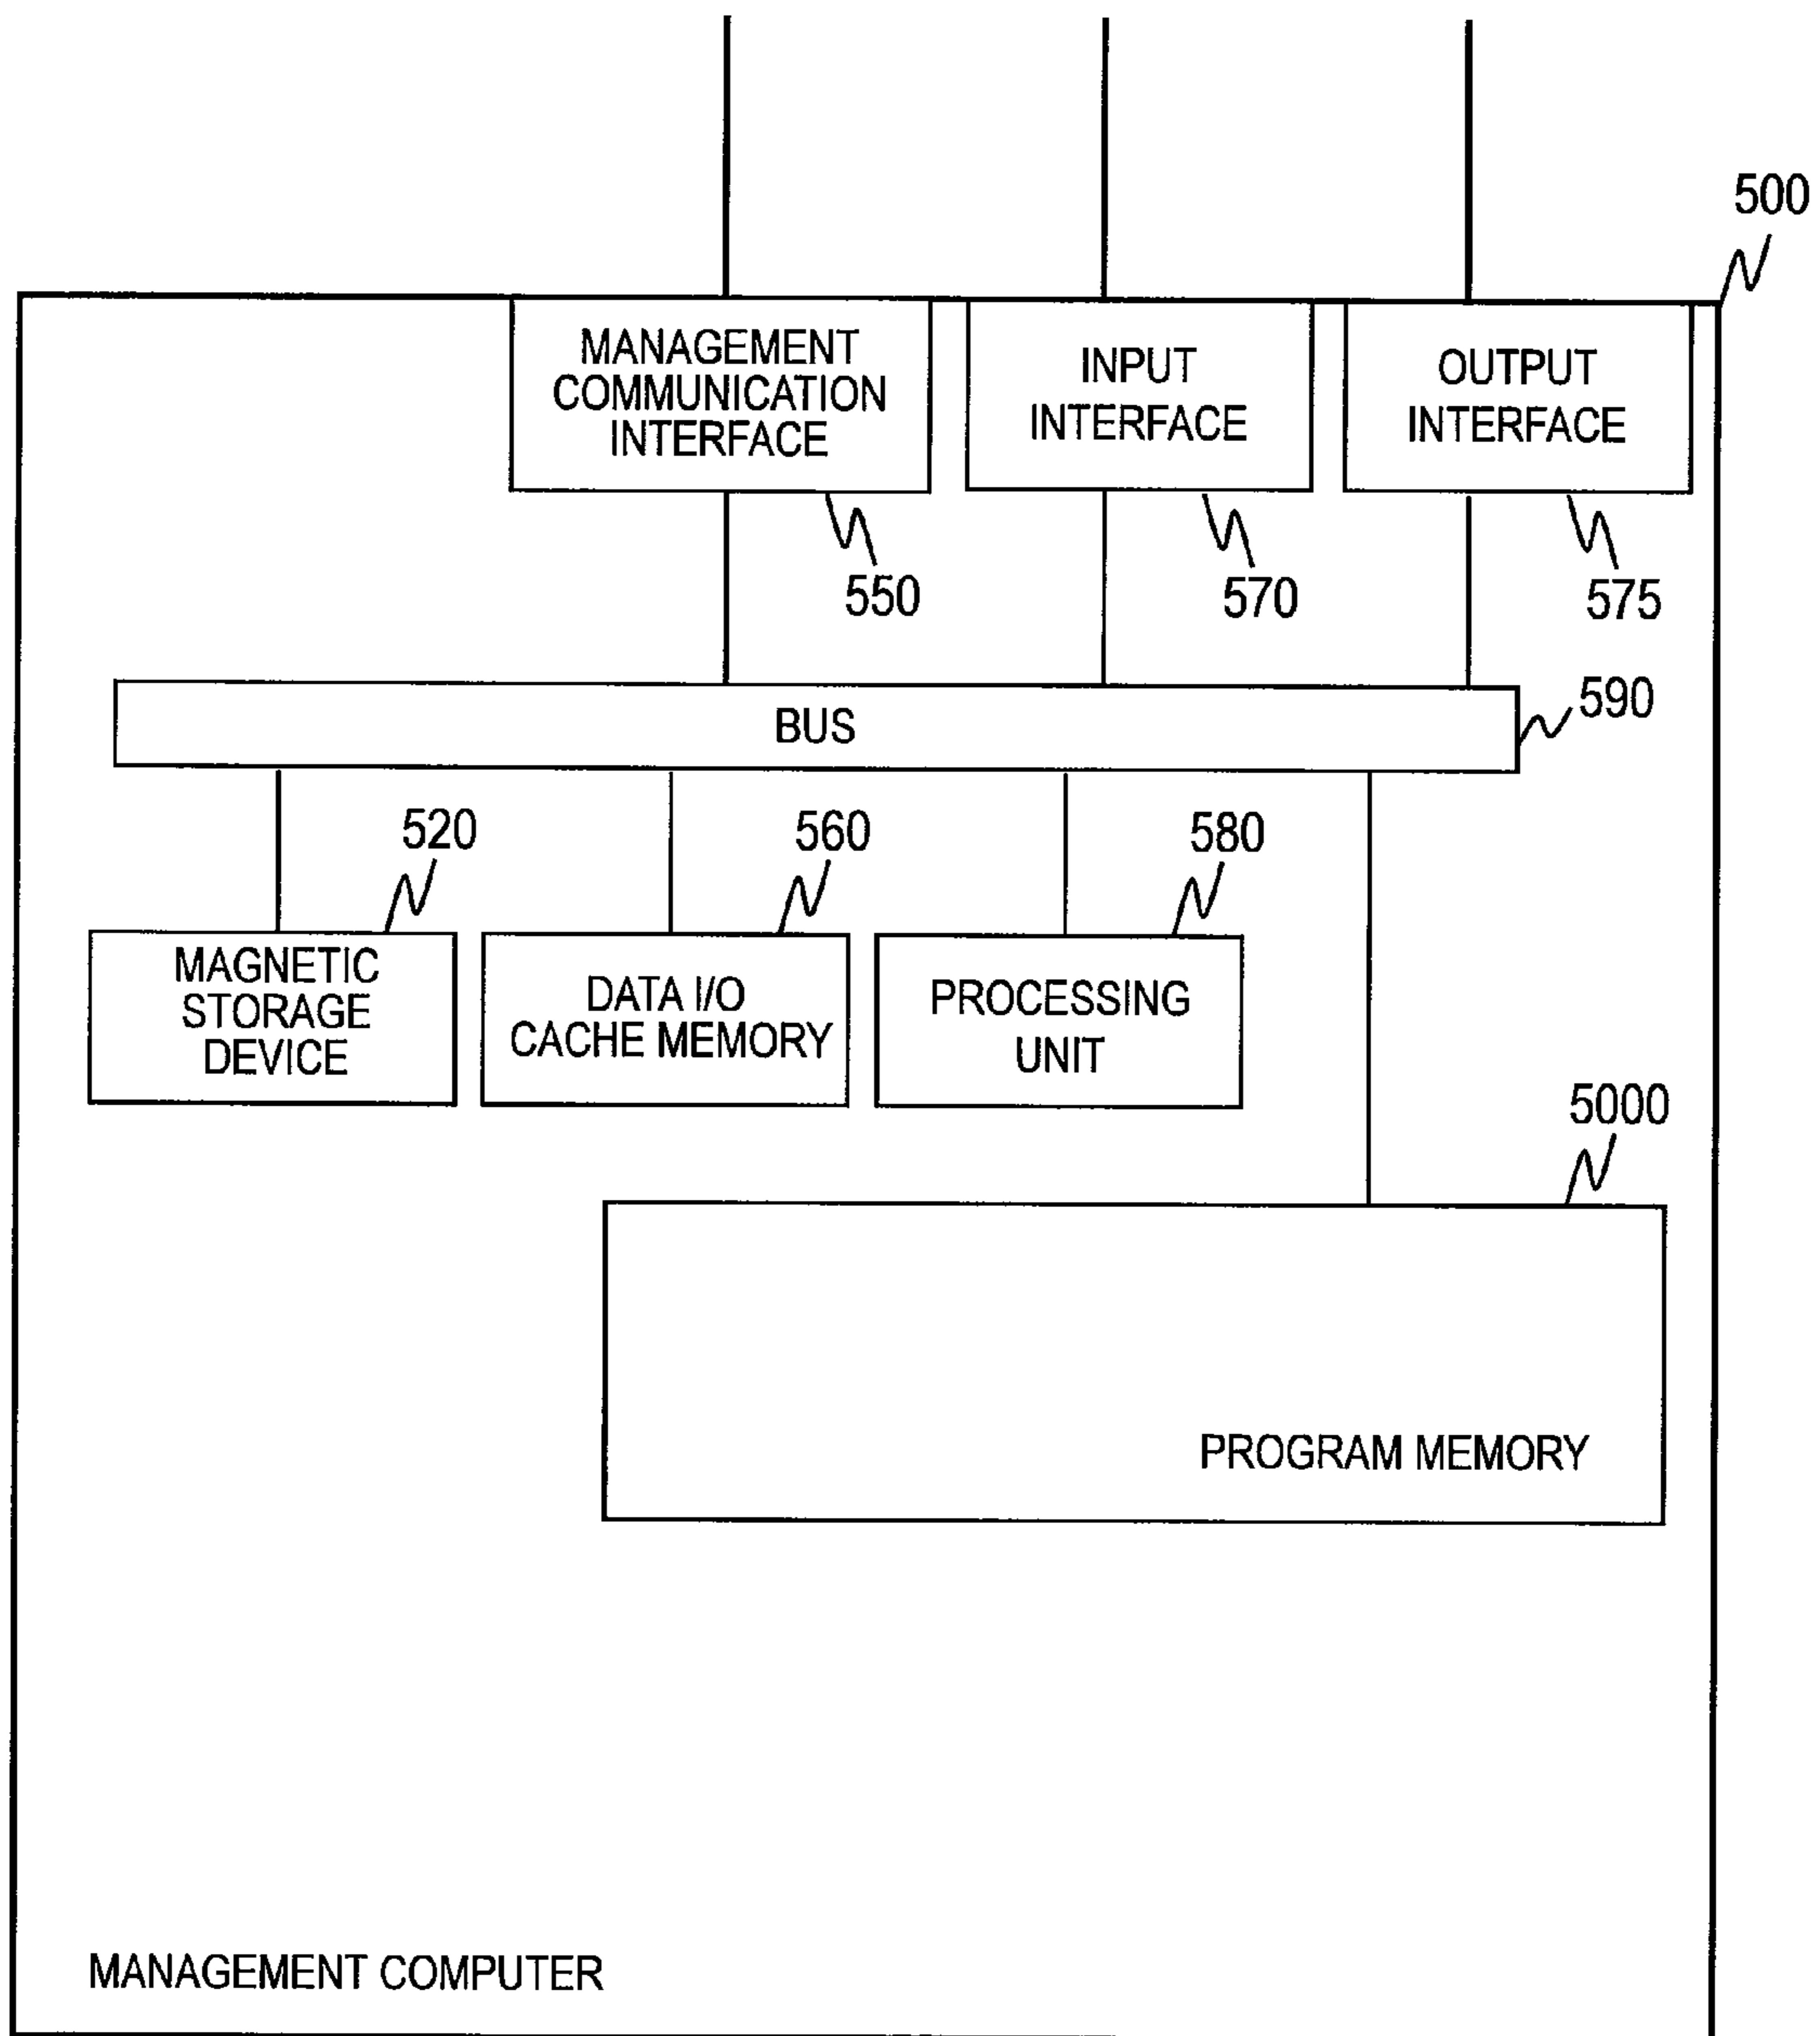 500
MANAGEMENT
COMMUNICATION
INTERFACE
INPUT
INTERFACE
OUTPUT
INTERFACE
550
570
575
BUS
590
520
560
580
MAGNETIC
STORAGE
DEVICE
DATA I/O
CACHE MEMORY
PROCESSING
UNIT
5000
PROGRAM MEMORY
MANAGEMENT COMPUTER